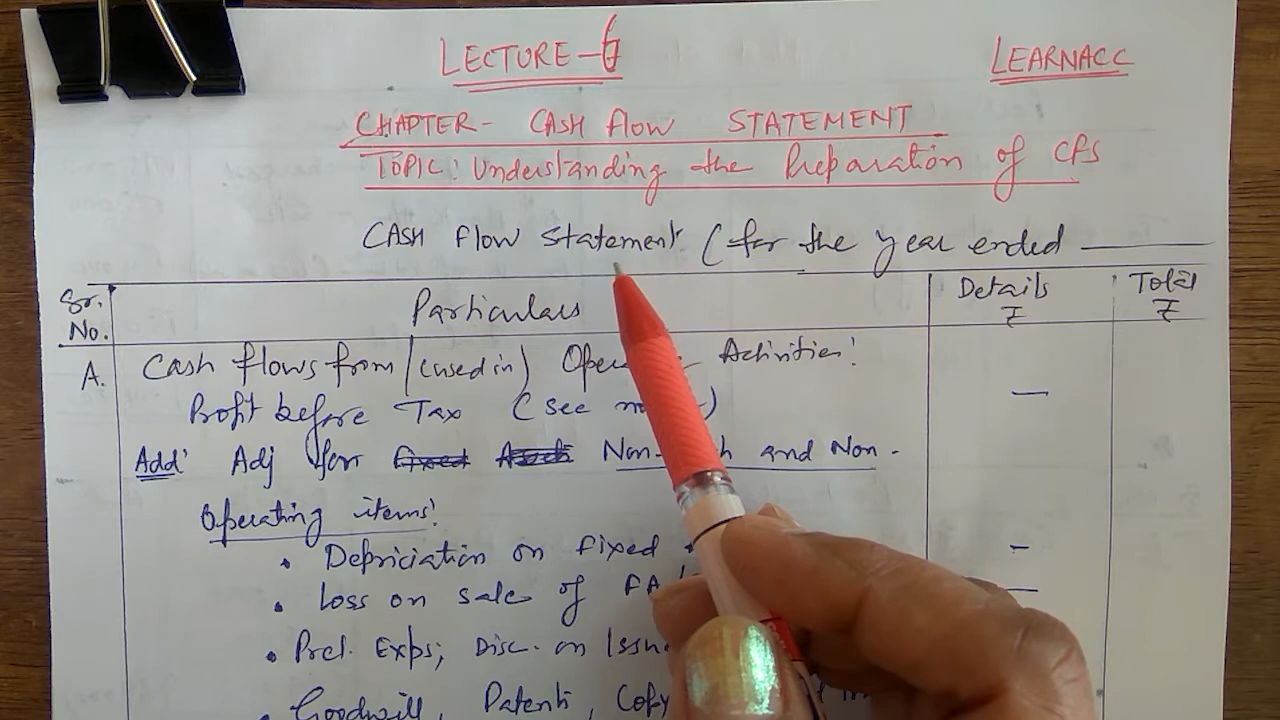 LECTURE-6
LEARNACC
CHAPTER- CASH flow STATEMENT
TOPIC: Understanding the Preparation of CFS
CASH flow Statement (for the year ended
Sr. No.
Particulars
Details ₹
Total ₹
A. Cash flows from/(used in) Activities:
Profit before Tax (See
Add: Adj for Non- and Non-
Operating items:
• Depriciation on fixed —
• Loss on sale of FA —
• Prel. Exps; Disc. on
• Goodwill, Patents,